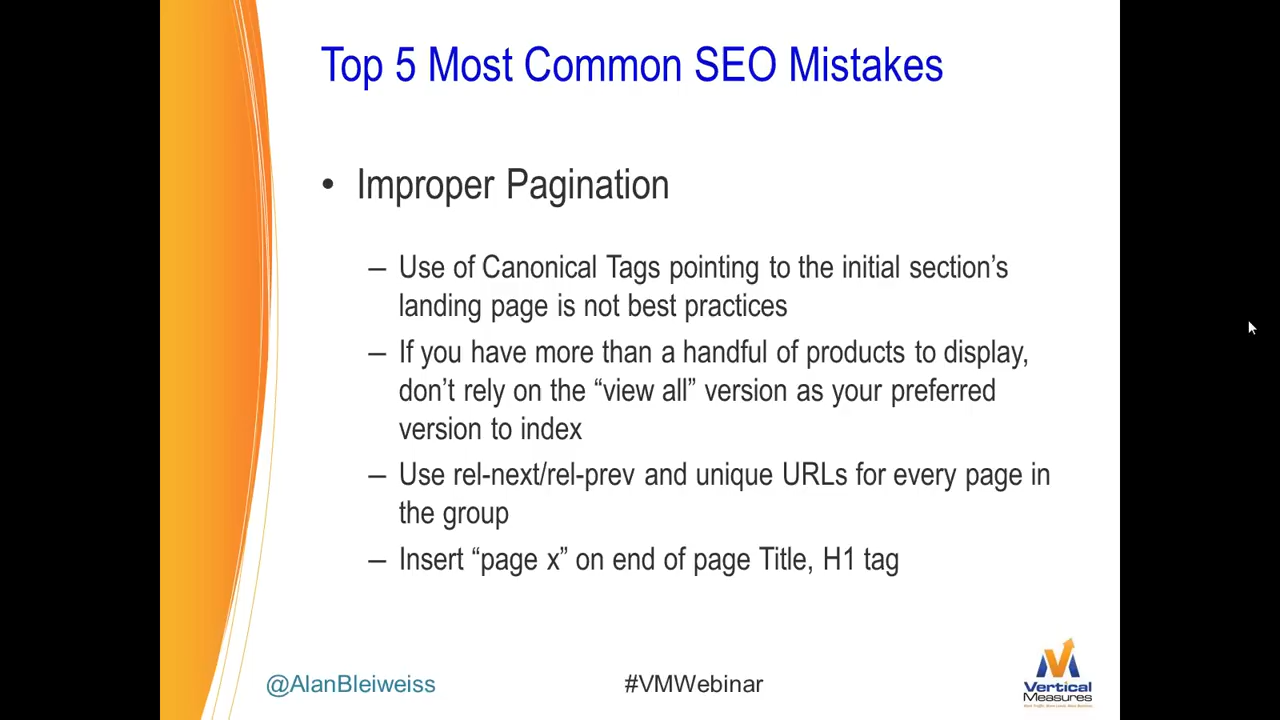 Top 5 Most Common SEO Mistakes
• Improper Pagination
– Use of Canonical Tags pointing to the initial section’s
landing page is not best practices
– If you have more than a handful of products to display,
don’t rely on the “view all” version as your preferred
version to index
– Use rel-next/rel-prev and unique URLs for every page in
the group
– Insert “page x” on end of page Title, H1 tag
@AlanBleiweiss
#VMWebinar
Vertical
Measures